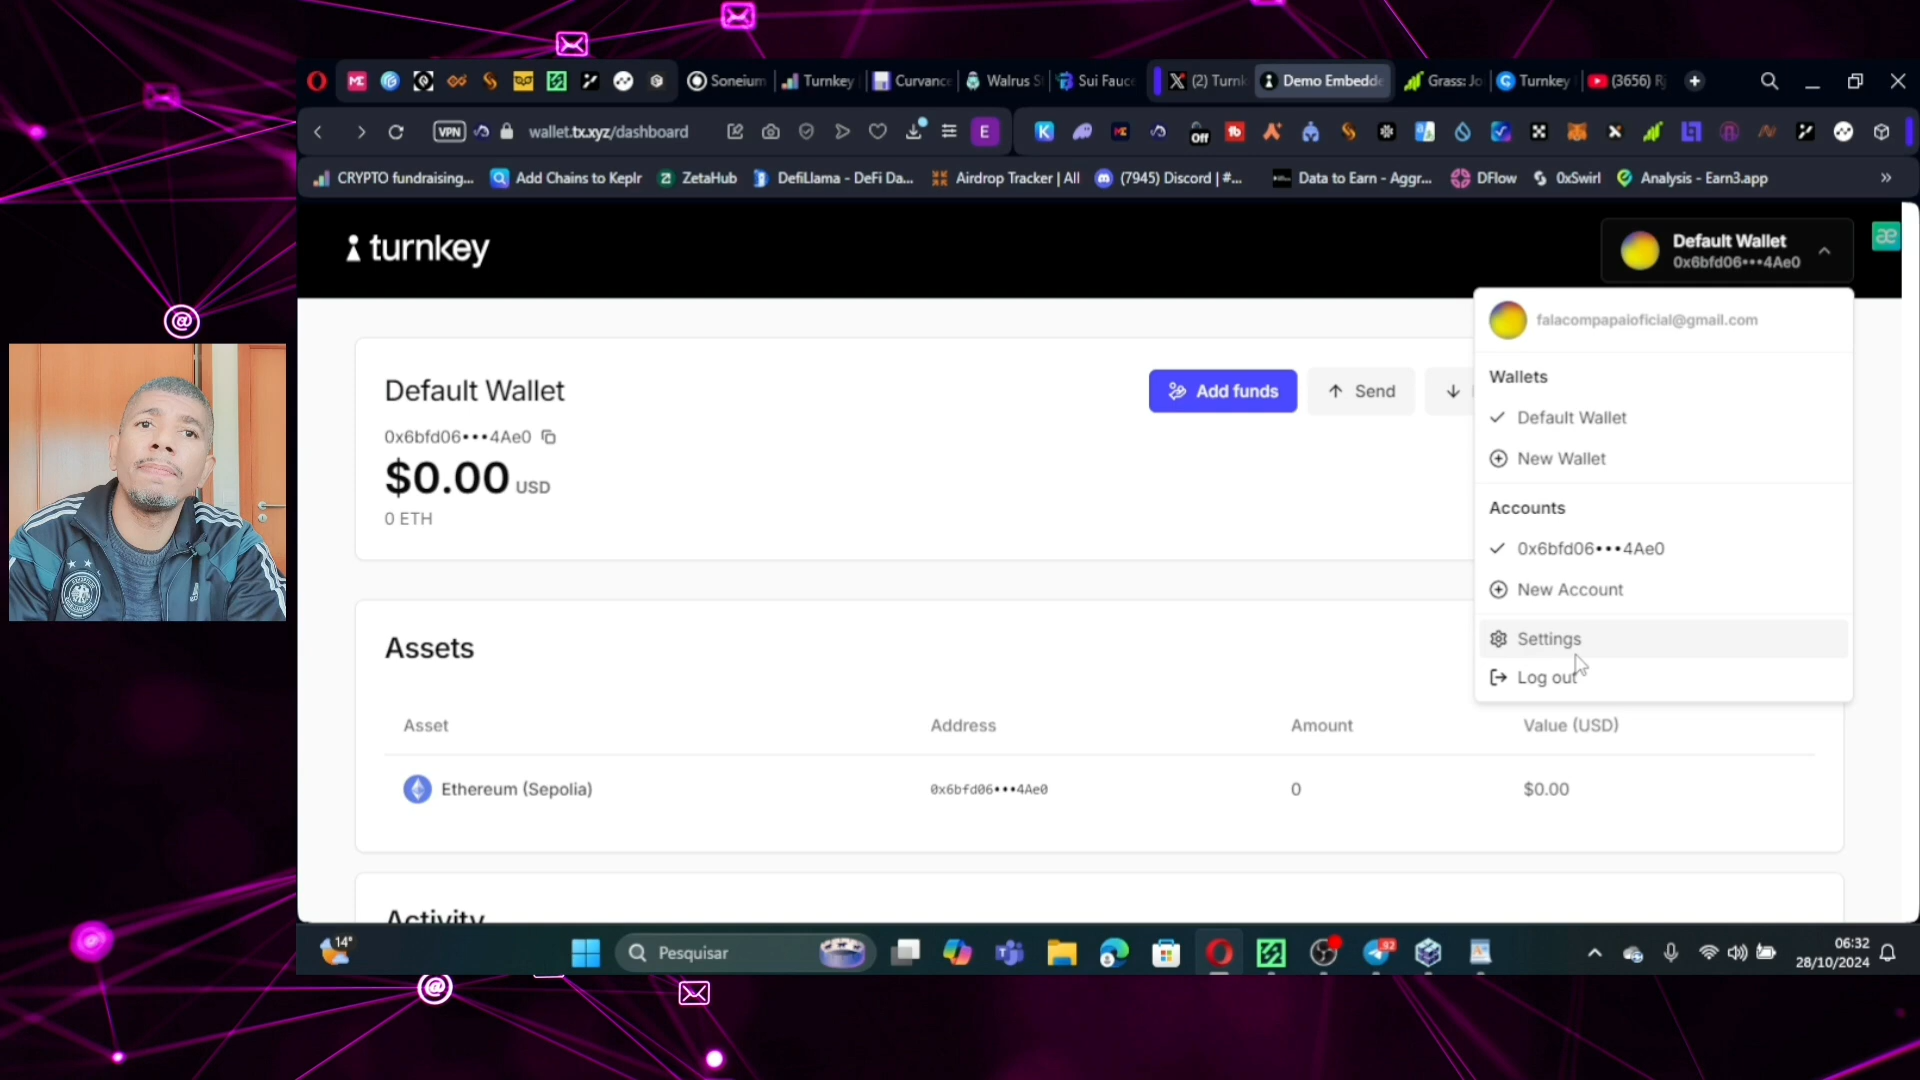 Soneium
Turnkey
Curvance
Walrus S
Sui Fauce
(2) Turnk
Demo Embedde
Grass: Jo
Turnkey
(3656) R
VPN
wallet.tx.xyz/dashboard
E
Off
CRYPTO fundraising...
Add Chains to Keplr
ZetaHub
DefiLlama - DeFi Da...
Airdrop Tracker | All
(7945) Discord | #...
Data to Earn - Aggr...
DFlow
0xSwirl
Analysis - Earn3.app
»
turnkey
Default Wallet
0x6bfd06•••4Ae0
æ
falacompapaioficial@gmail.com
Wallets
Default Wallet
New Wallet
Accounts
0x6bfd06•••4Ae0
New Account
Settings
Log out
Default Wallet
0x6bfd06•••4Ae0
$0.00 USD
0 ETH
Add funds
Send
Assets
Asset
Address
Amount
Value (USD)
Ethereum (Sepolia)
0x6bfd06•••4Ae0
0
$0.00
Activity
14°
Pesquisar
92
06:32
28/10/2024